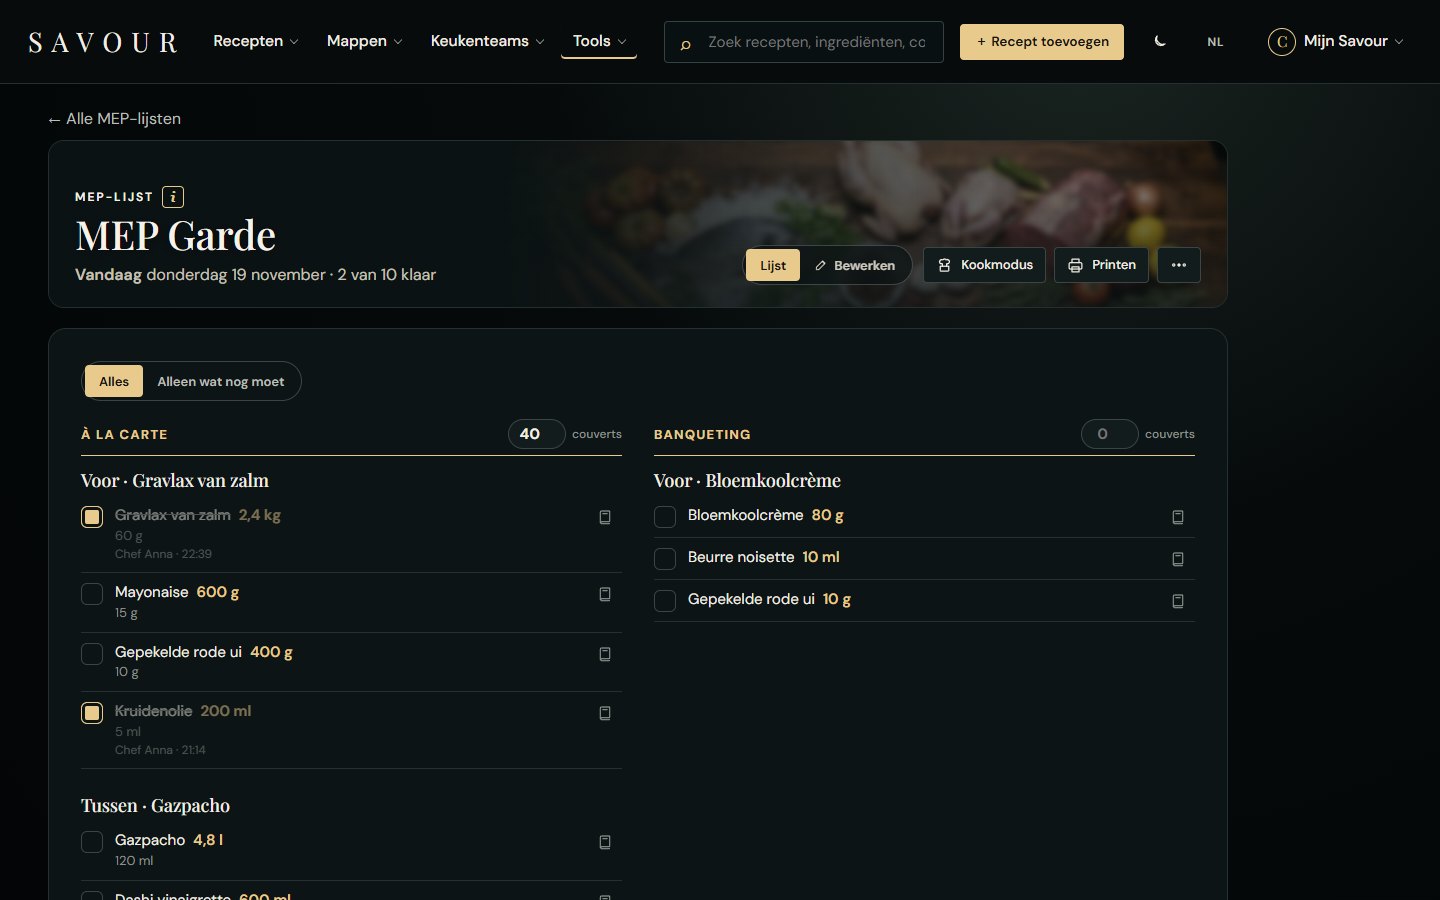 SAVOUR
Recepten
Mappen
Keukenteams
Tools
Zoek recepten, ingrediënten, co
+ Recept toevoegen
NL
C Mijn Savour
← Alle MEP-lijsten
MEP-LIJST i
MEP Garde
Vandaag donderdag 19 november · 2 van 10 klaar
Lijst
Bewerken
Kookmodus
Printen
Alles
Alleen wat nog moet
À LA CARTE
40 couverts
Voor · Gravlax van zalm
Gravlax van zalm 2,4 kg
60 g
Chef Anna · 22:39
Mayonaise 600 g
15 g
Gepekelde rode ui 400 g
10 g
Kruidenolie 200 ml
5 ml
Chef Anna · 21:14
Tussen · Gazpacho
Gazpacho 4,8 l
120 ml
Dashi vinaigrette 600 ml
BANQUETING
0 couverts
Voor · Bloemkoolcrème
Bloemkoolcrème 80 g
Beurre noisette 10 ml
Gepekelde rode ui 10 g